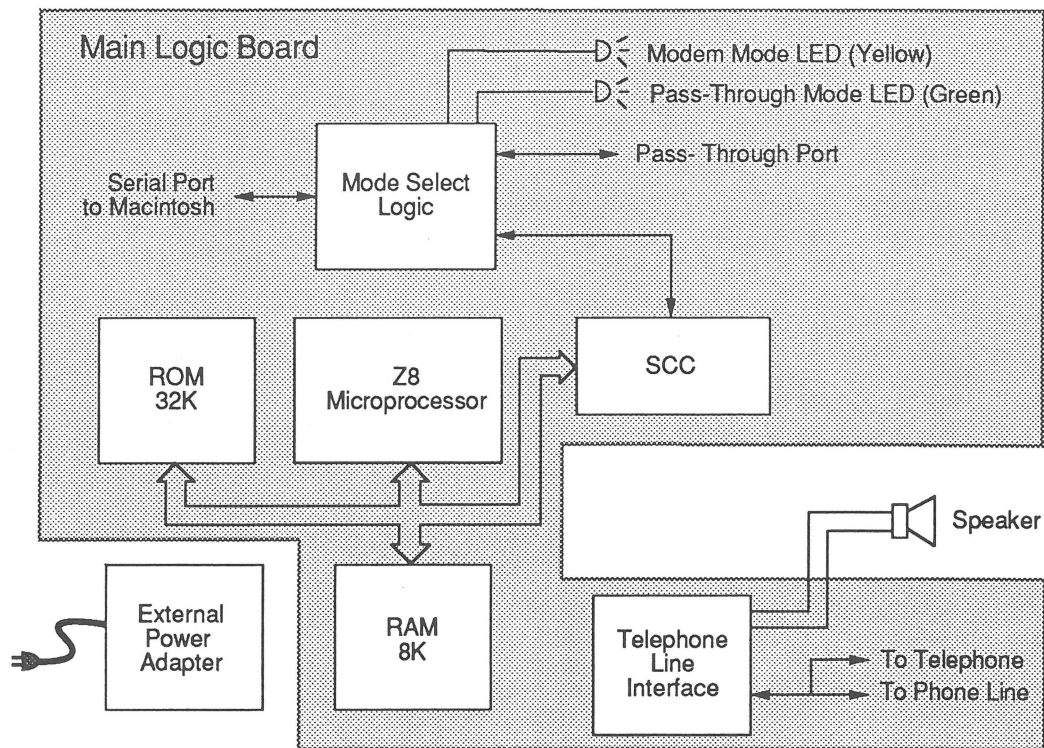 Main Logic Board
Modem Mode LED (Yellow)
Pass-Through Mode LED (Green)
Pass- Through Port
Serial Port
to Macintosh
Mode Select
Logic
ROM
32K
Z8
Microprocessor
SCC
Speaker
External
Power
Adapter
RAM
8K
Telephone
Line
Interface
To Telephone
To Phone Line